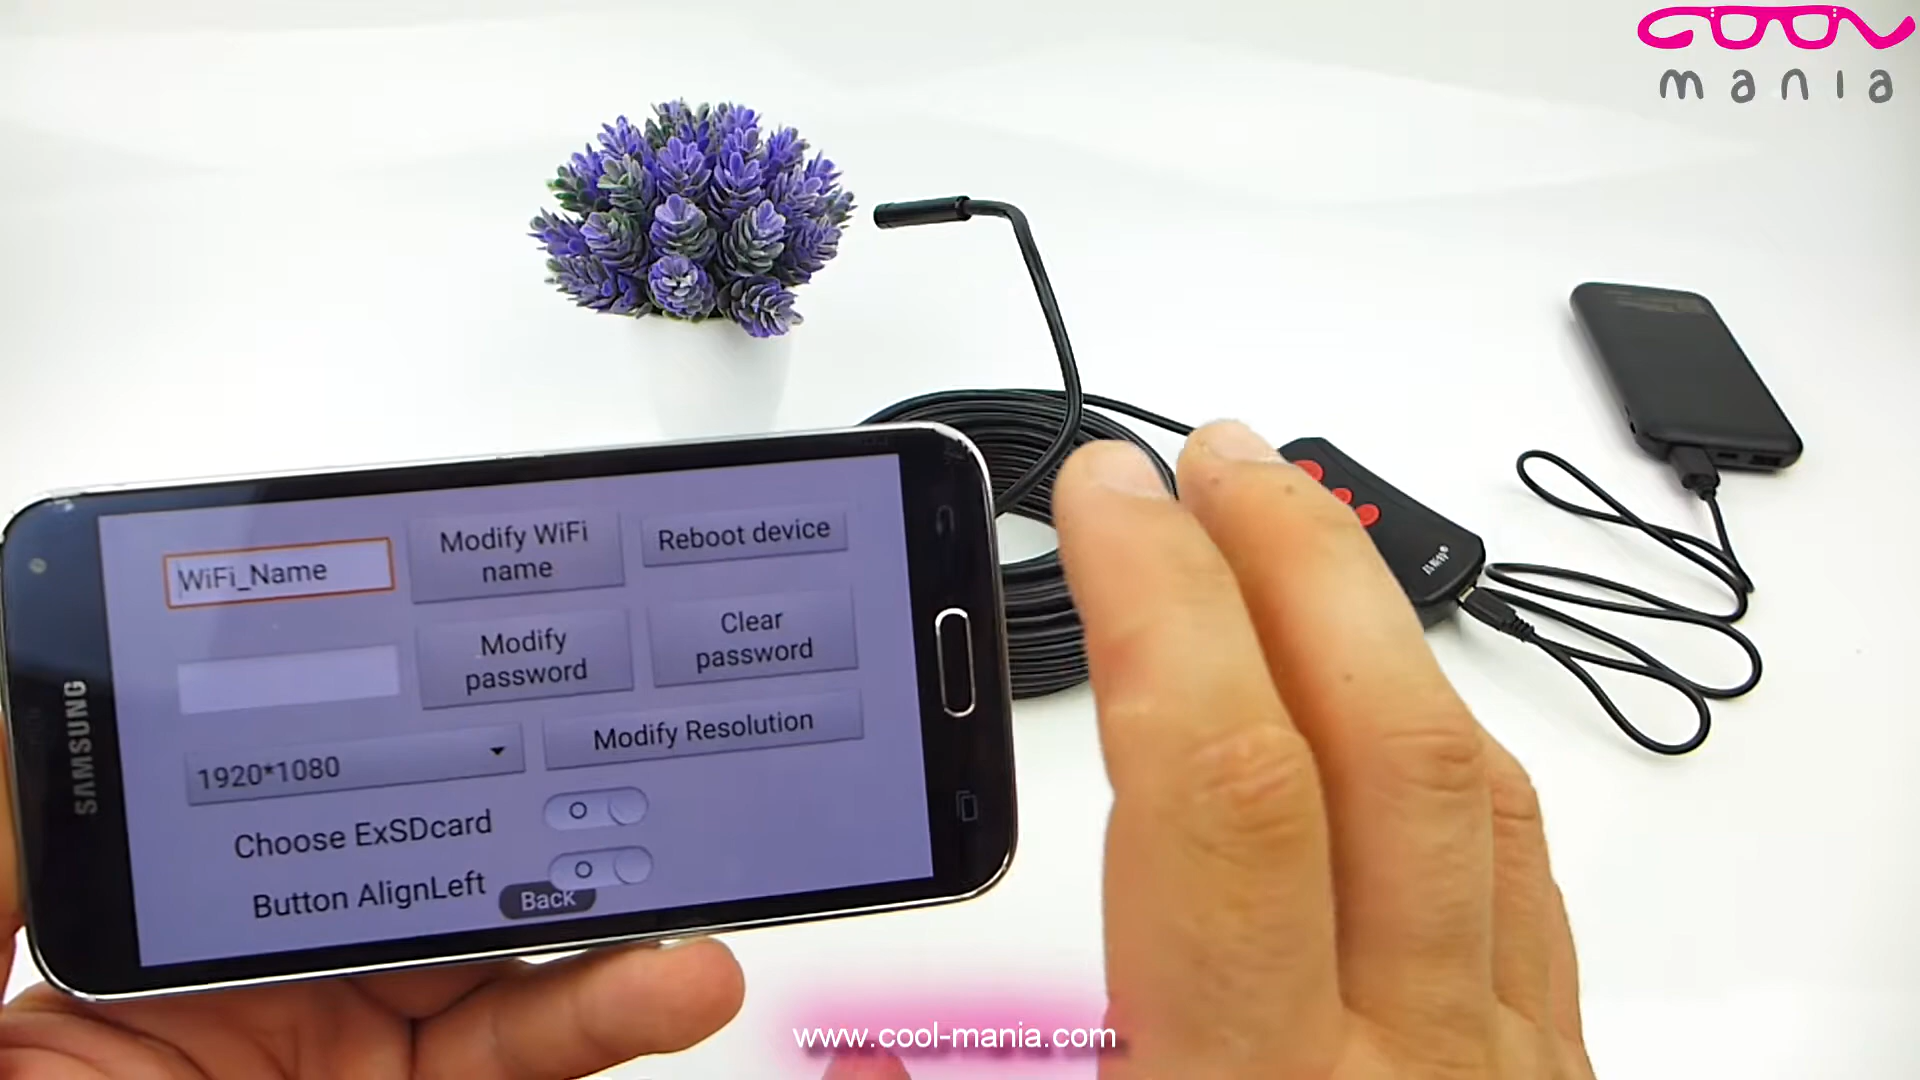 COOL
mania
WiFi_Name
Modify WiFi
name
Reboot device
Modify
password
Clear
password
1920*1080
Modify Resolution
Choose ExSDcard
Button AlignLeft
Back
SAMSUNG
www.cool-mania.com